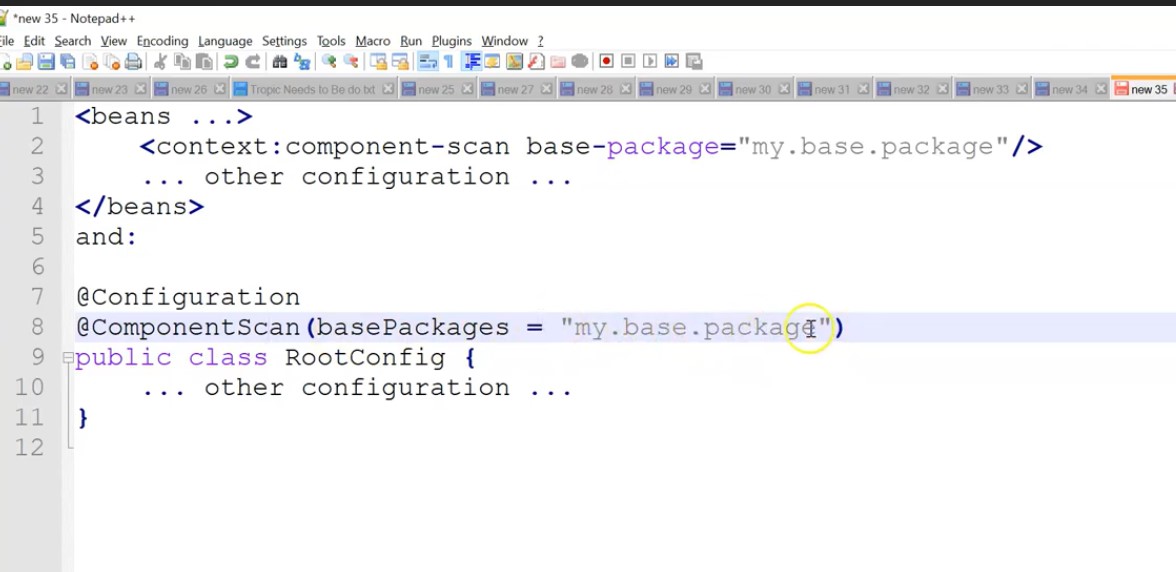 *new 35 - Notepad++
File Edit Search View Encoding Language Settings Tools Macro Run Plugins Window ?
new 22 new 23 new 26 Tropic Needs to Be do.txt new 25 new 27 new 28 new 29 new 30 new 31 new 32 new 33 new 34 new 35
1 <beans ...>
2 <context:component-scan base-package="my.base.package"/>
3 ... other configuration ...
4 </beans>
5 and:
6
7 @Configuration
8 @ComponentScan(basePackages = "my.base.package")
9 public class RootConfig {
10 ... other configuration ...
11 }
12